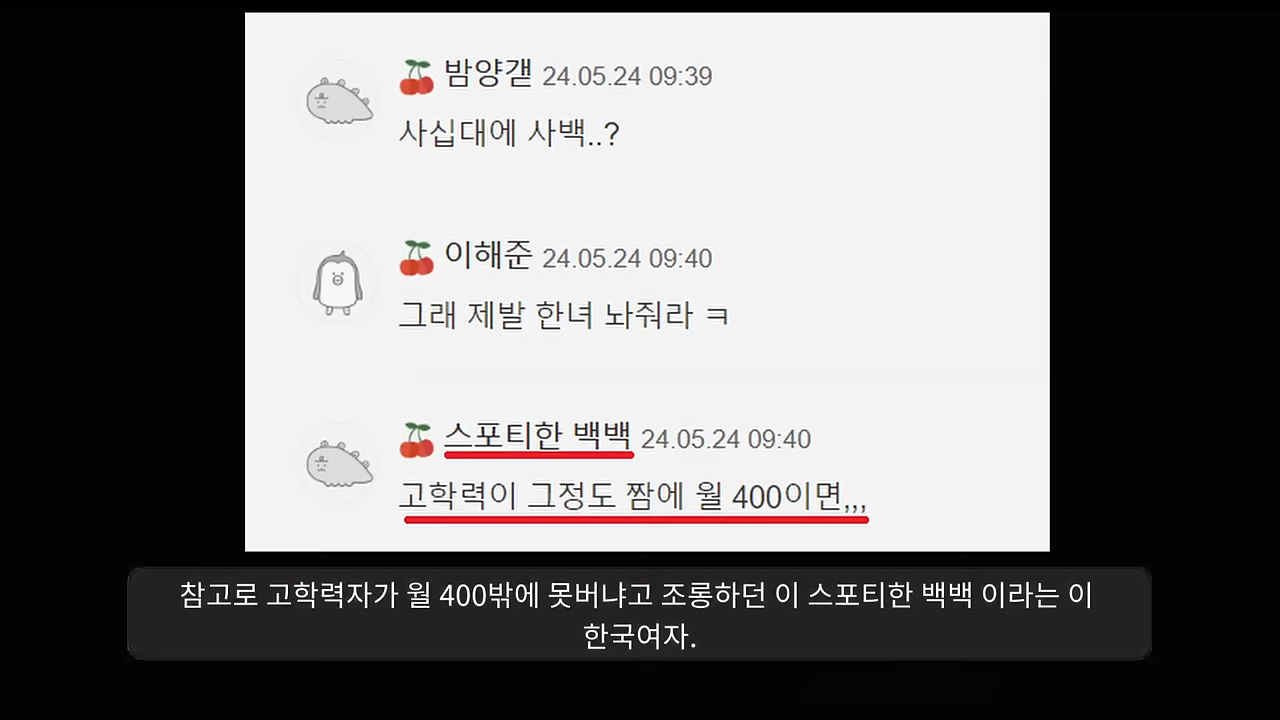 밤양갣 24.05.24 09:39
사십대에 사백..?
이해준 24.05.24 09:40
그래 제발 한녀 놔줘라 ㅋ
스포티한 백백 24.05.24 09:40
고학력이 그정도 짬에 월 400이면,,,
참고로 고학력자가 월 400밖에 못버냐고 조롱하던 이 스포티한 백백 이라는 이
한국여자.